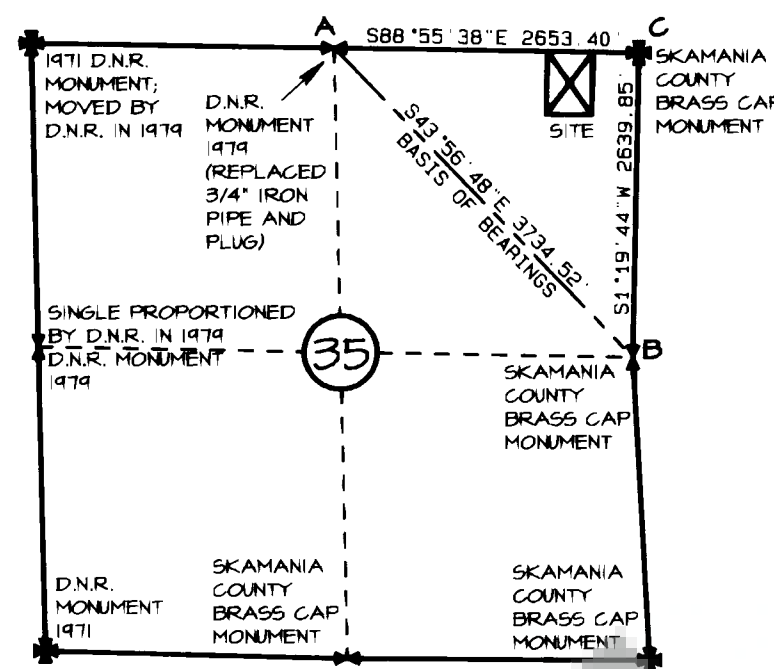 A
S88°55'38"E 2653.40'
C
1971 D.N.R.
MONUMENT;
MOVED BY
D.N.R. IN 1979
D.N.R.
MONUMENT
1979
(REPLACED
3/4" IRON
PIPE AND
PLUG)
SITE
SKAMANIA
COUNTY
BRASS CAP
MONUMENT
S43°56'48"E 3734.52'
BASIS OF BEARINGS
S1°19'44"W 2639.85'
SINGLE PROPORTIONED
BY D.N.R. IN 1979
D.N.R. MONUMENT
1979
35
B
SKAMANIA
COUNTY
BRASS CAP
MONUMENT
D.N.R.
MONUMENT
1971
SKAMANIA
COUNTY
BRASS CAP
MONUMENT
SKAMANIA
COUNTY
BRASS CAP
MONUMENT